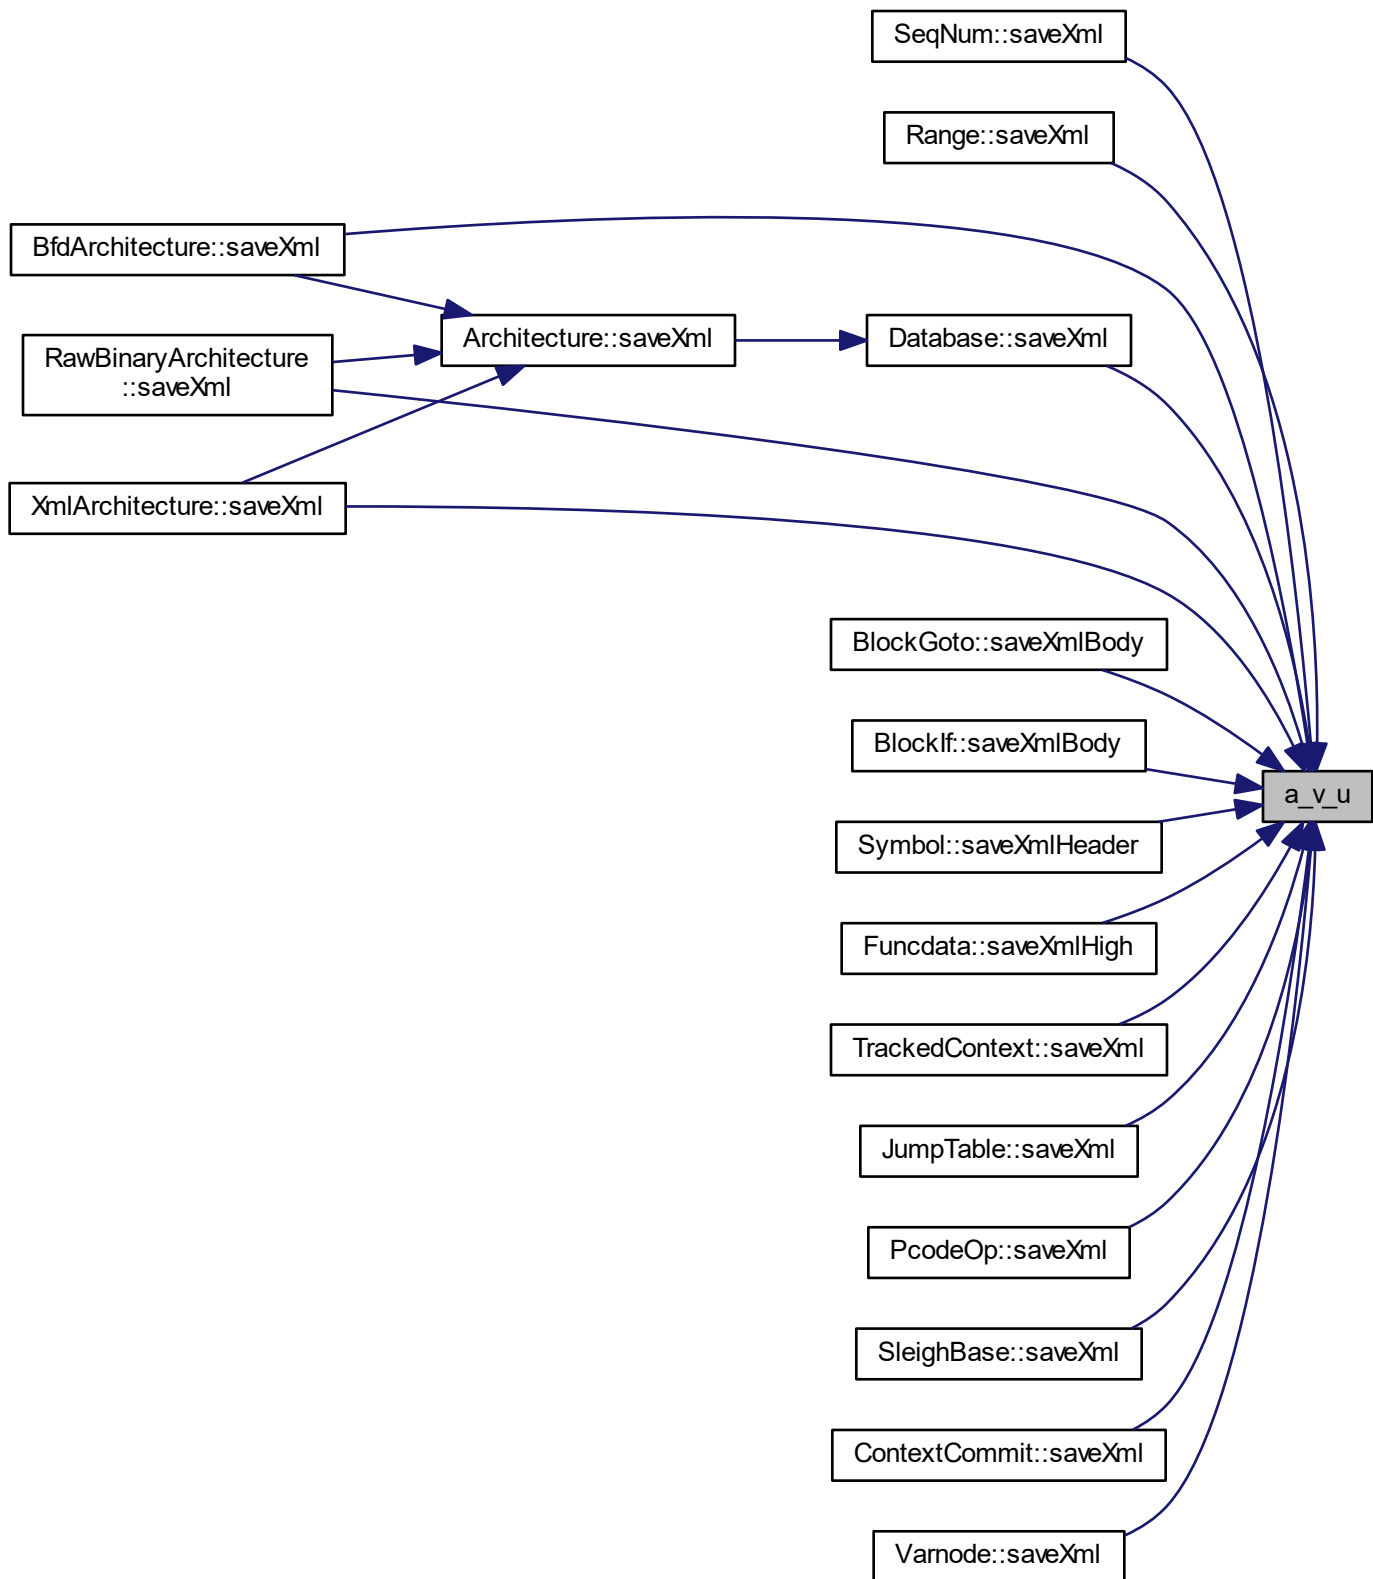 SeqNum::saveXml
Range::saveXml
BfdArchitecture::saveXml
Architecture::saveXml
Database::saveXml
RawBinaryArchitecture
::saveXml
XmlArchitecture::saveXml
BlockGoto::saveXmlBody
BlockIf::saveXmlBody
a_v_u
Symbol::saveXmlHeader
Funcdata::saveXmlHigh
TrackedContext::saveXml
JumpTable::saveXml
PcodeOp::saveXml
SleighBase::saveXml
ContextCommit::saveXml
Varnode::saveXml